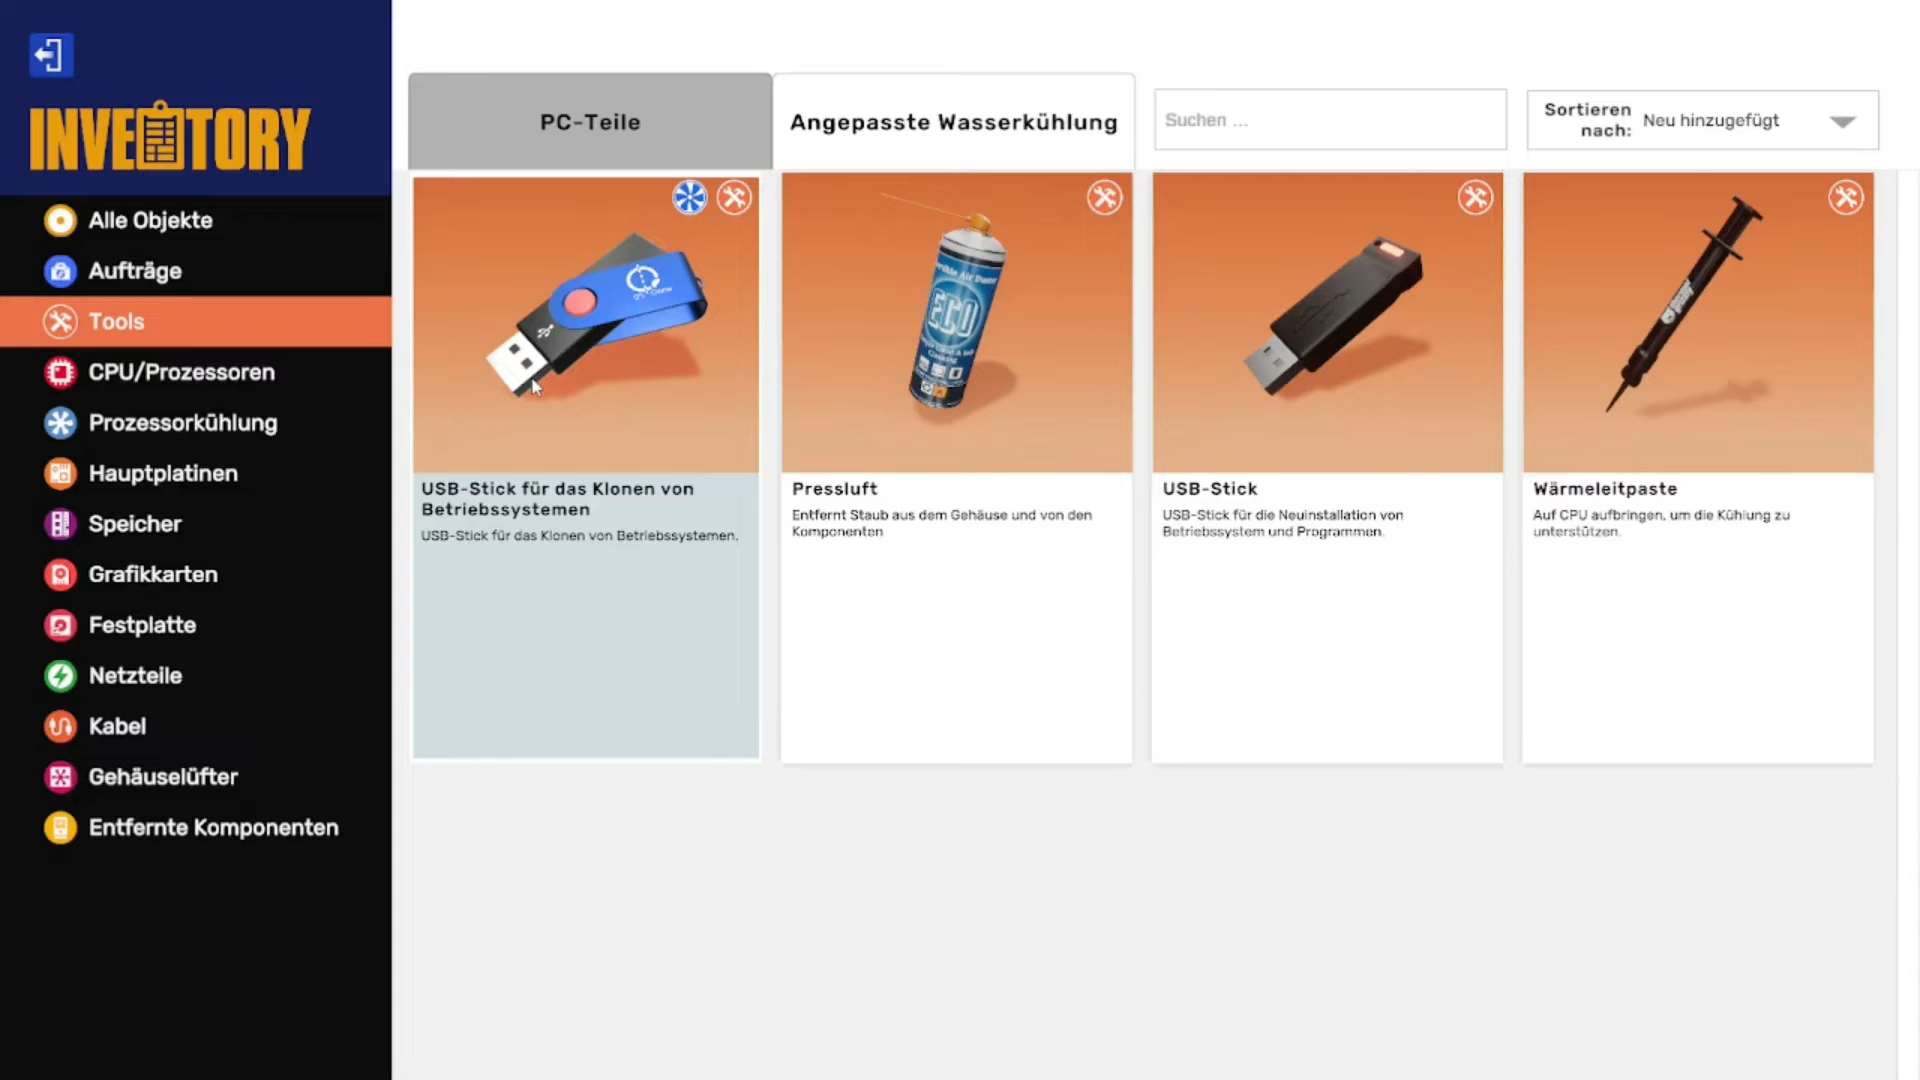 INVENTORY
Alle Objekte
Aufträge
Tools
CPU/Prozessoren
Prozessorkühlung
Hauptplatinen
Speicher
Grafikkarten
Festplatte
Netzteile
Kabel
Gehäuselüfter
Entfernte Komponenten
PC-Teile
Angepasste Wasserkühlung
Suchen ...
Sortieren
nach:
Neu hinzugefügt
USB-Stick für das Klonen von
Betriebssystemen
USB-Stick für das Klonen von Betriebssystemen.
ECO
Pressluft
Entfernt Staub aus dem Gehäuse und von den
Komponenten
USB-Stick
USB-Stick für die Neuinstallation von
Betriebssystem und Programmen.
Wärmeleitpaste
Auf CPU aufbringen, um die Kühlung zu
unterstützen.